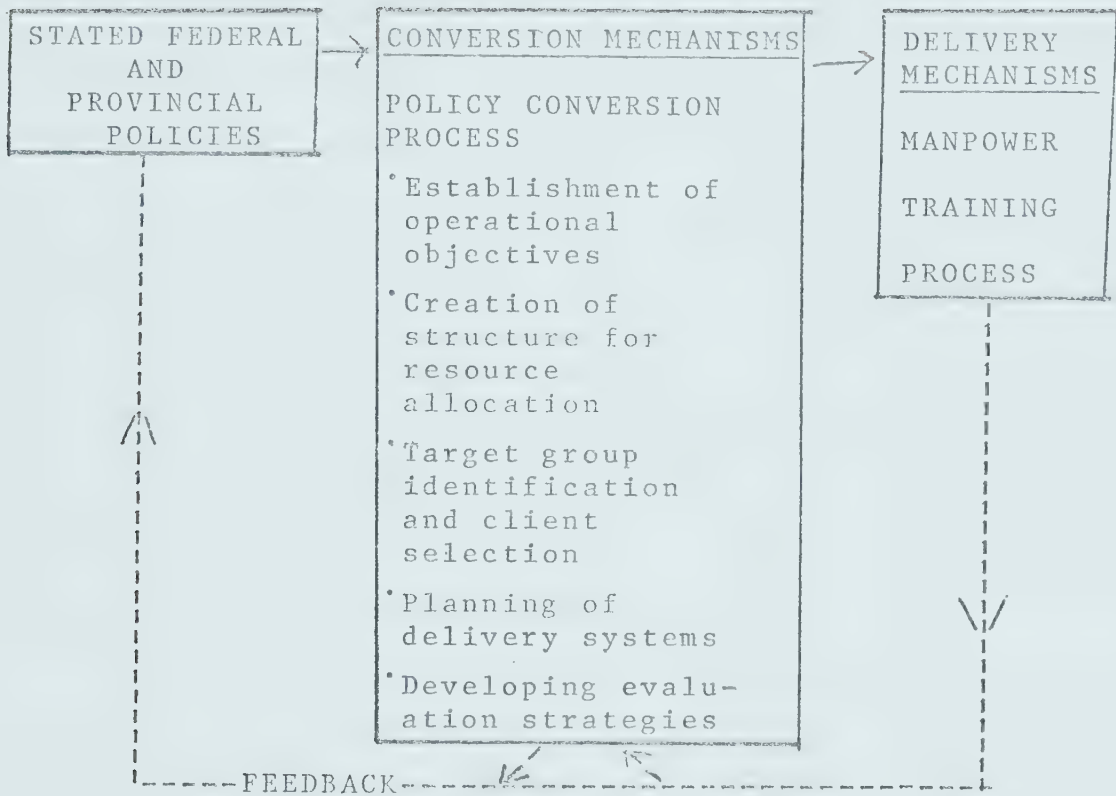 STATED FEDERAL
AND
PROVINCIAL
POLICIES
CONVERSION MECHANISMS
POLICY CONVERSION
PROCESS
•Establishment of
operational
objectives
•Creation of
structure for
resource
allocation
•Target group
identification
and client
selection
•Planning of
delivery systems
•Developing evalu-
ation strategies
DELIVERY
MECHANISMS
MANPOWER
TRAINING
PROCESS
FEEDBACK